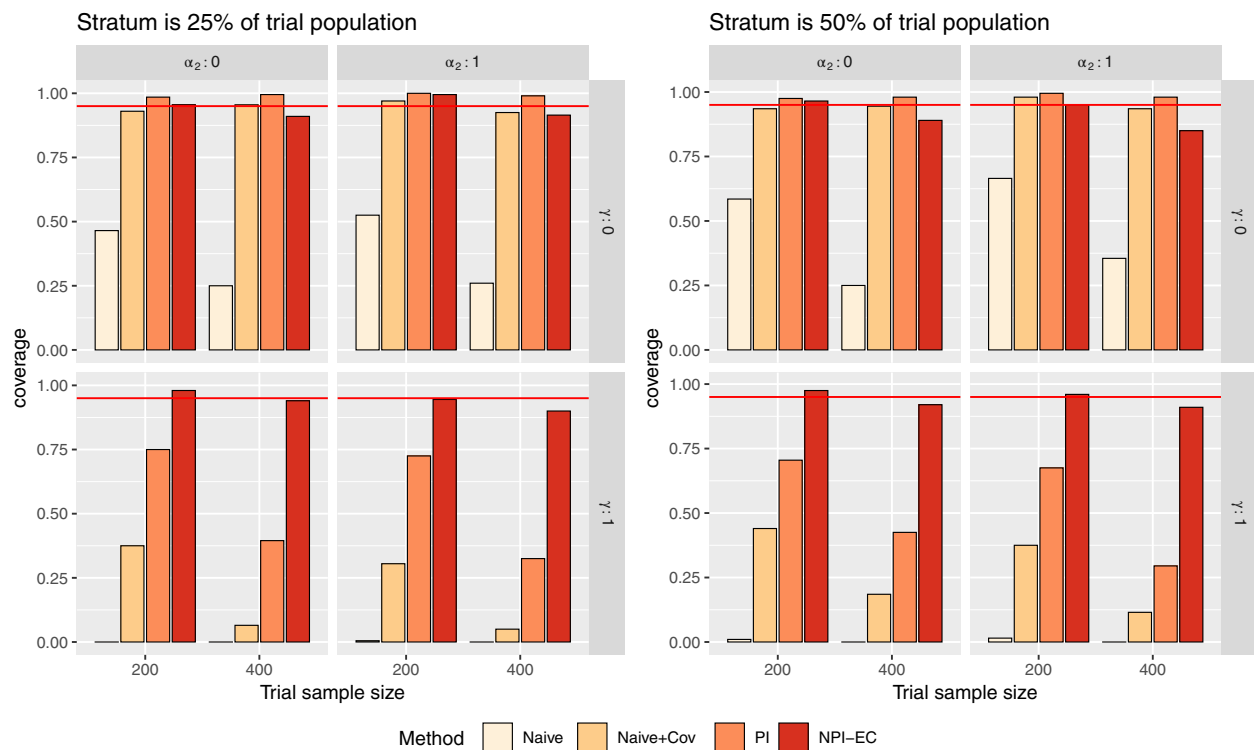 Stratum is 25% of trial population
α₂ : 0
α₂ : 1
1.00
0.75
0.50
0.25
0.00
γ : 0
1.00
0.75
0.50
0.25
0.00
γ : 1
coverage
200
400
200
400
Trial sample size
Stratum is 50% of trial population
α₂ : 0
α₂ : 1
1.00
0.75
0.50
0.25
0.00
γ : 0
1.00
0.75
0.50
0.25
0.00
γ : 1
coverage
200
400
200
400
Trial sample size
Method Naive Naive+Cov PI NPI−EC